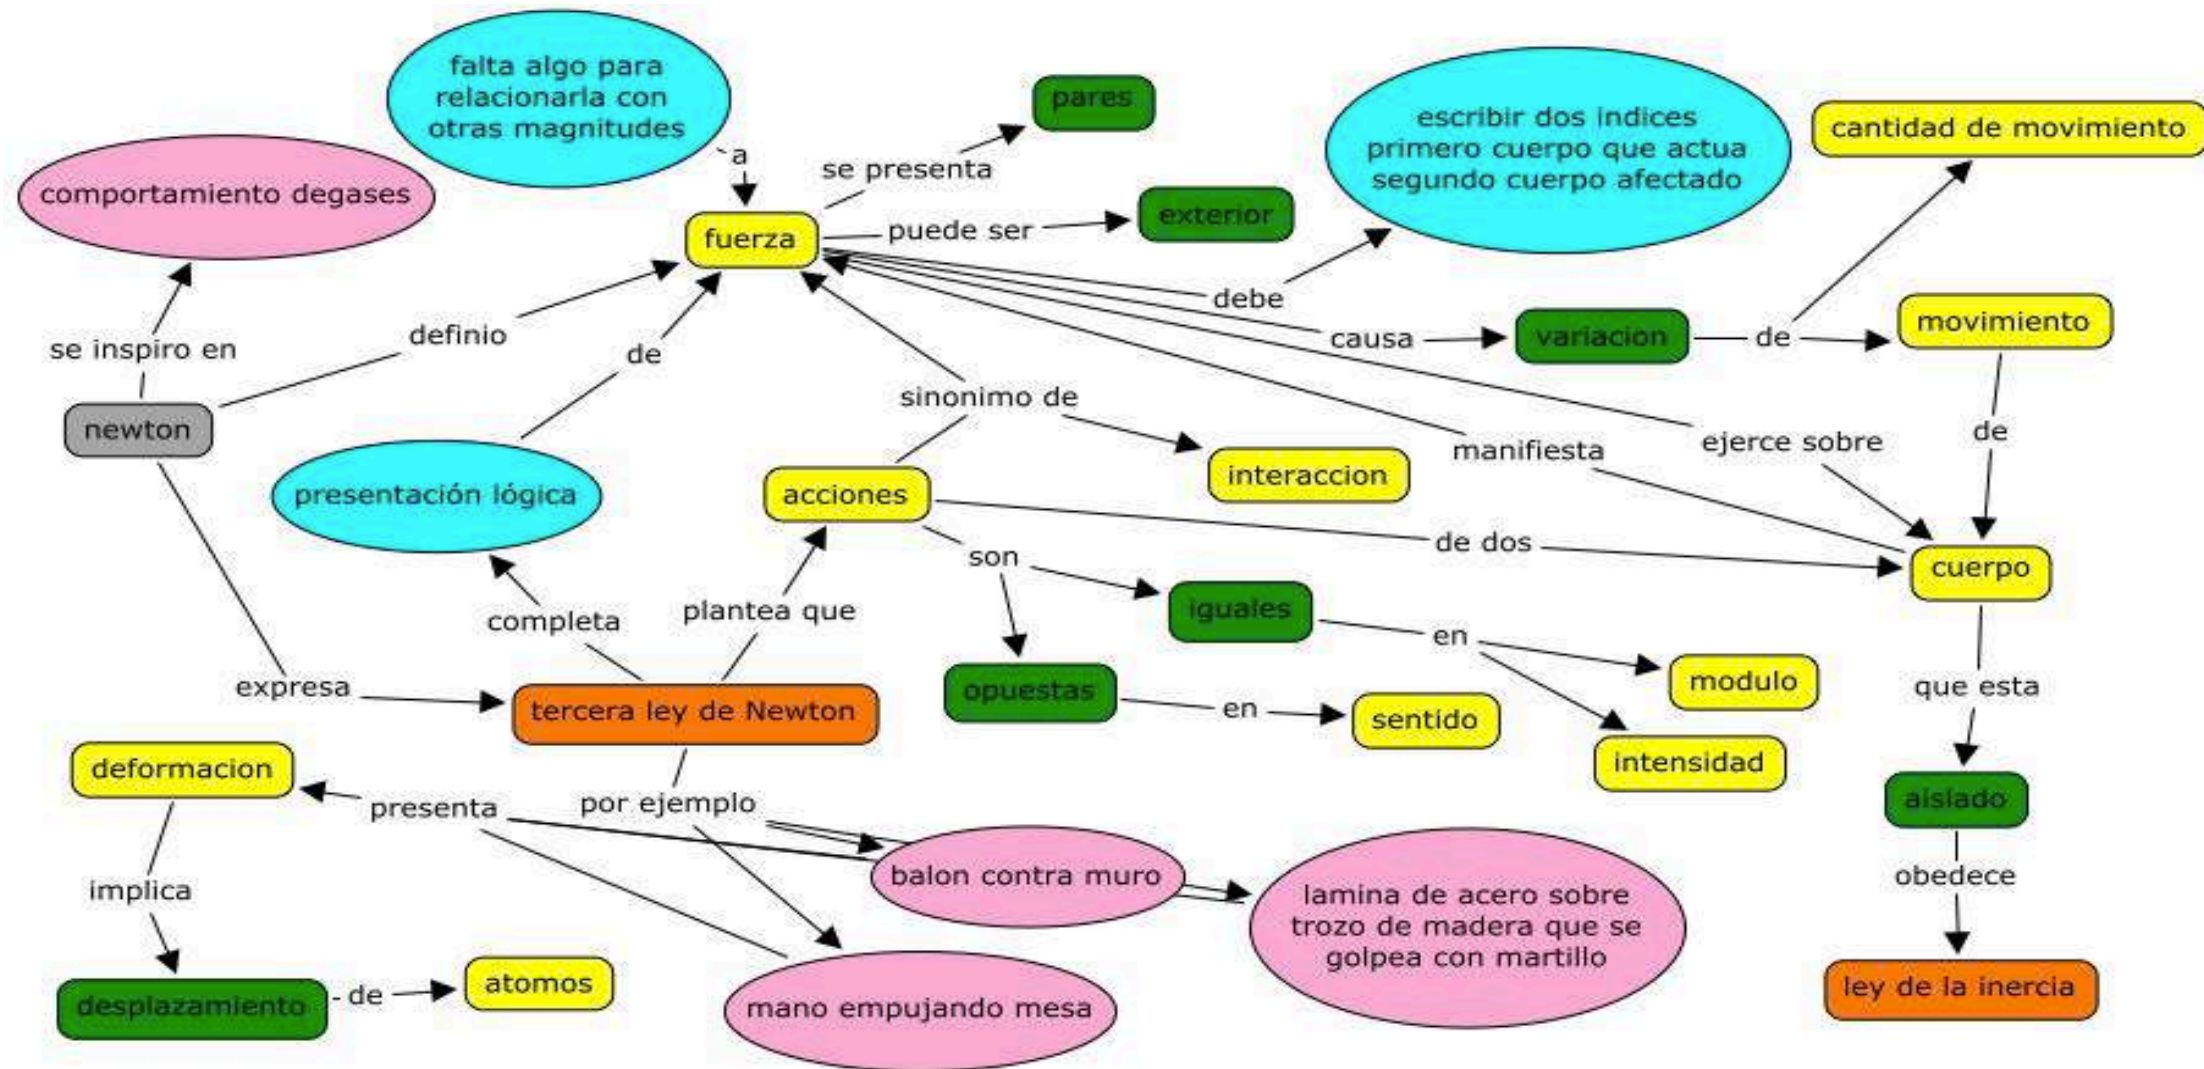 falta algo para
relacionarla con
otras magnitudes
a
pares
se presenta
escribir dos indices
primero cuerpo que actua
segundo cuerpo afectado
cantidad de movimiento
comportamiento degases
fuerza
puede ser
exterior
debe
se inspiro en
definio
de
causa
variacion
de
movimiento
newton
sinonimo de
manifiesta
ejerce sobre
de
presentación lógica
acciones
interaccion
son
de dos
cuerpo
completa
plantea que
iguales
en
expresa
tercera ley de Newton
opuestas
en
sentido
modulo
intensidad
que esta
deformacion
presenta
por ejemplo
aislado
implica
balon contra muro
lamina de acero sobre
trozo de madera que se
golpea con martillo
obedece
desplazamiento
de
atomos
mano empujando mesa
ley de la inercia